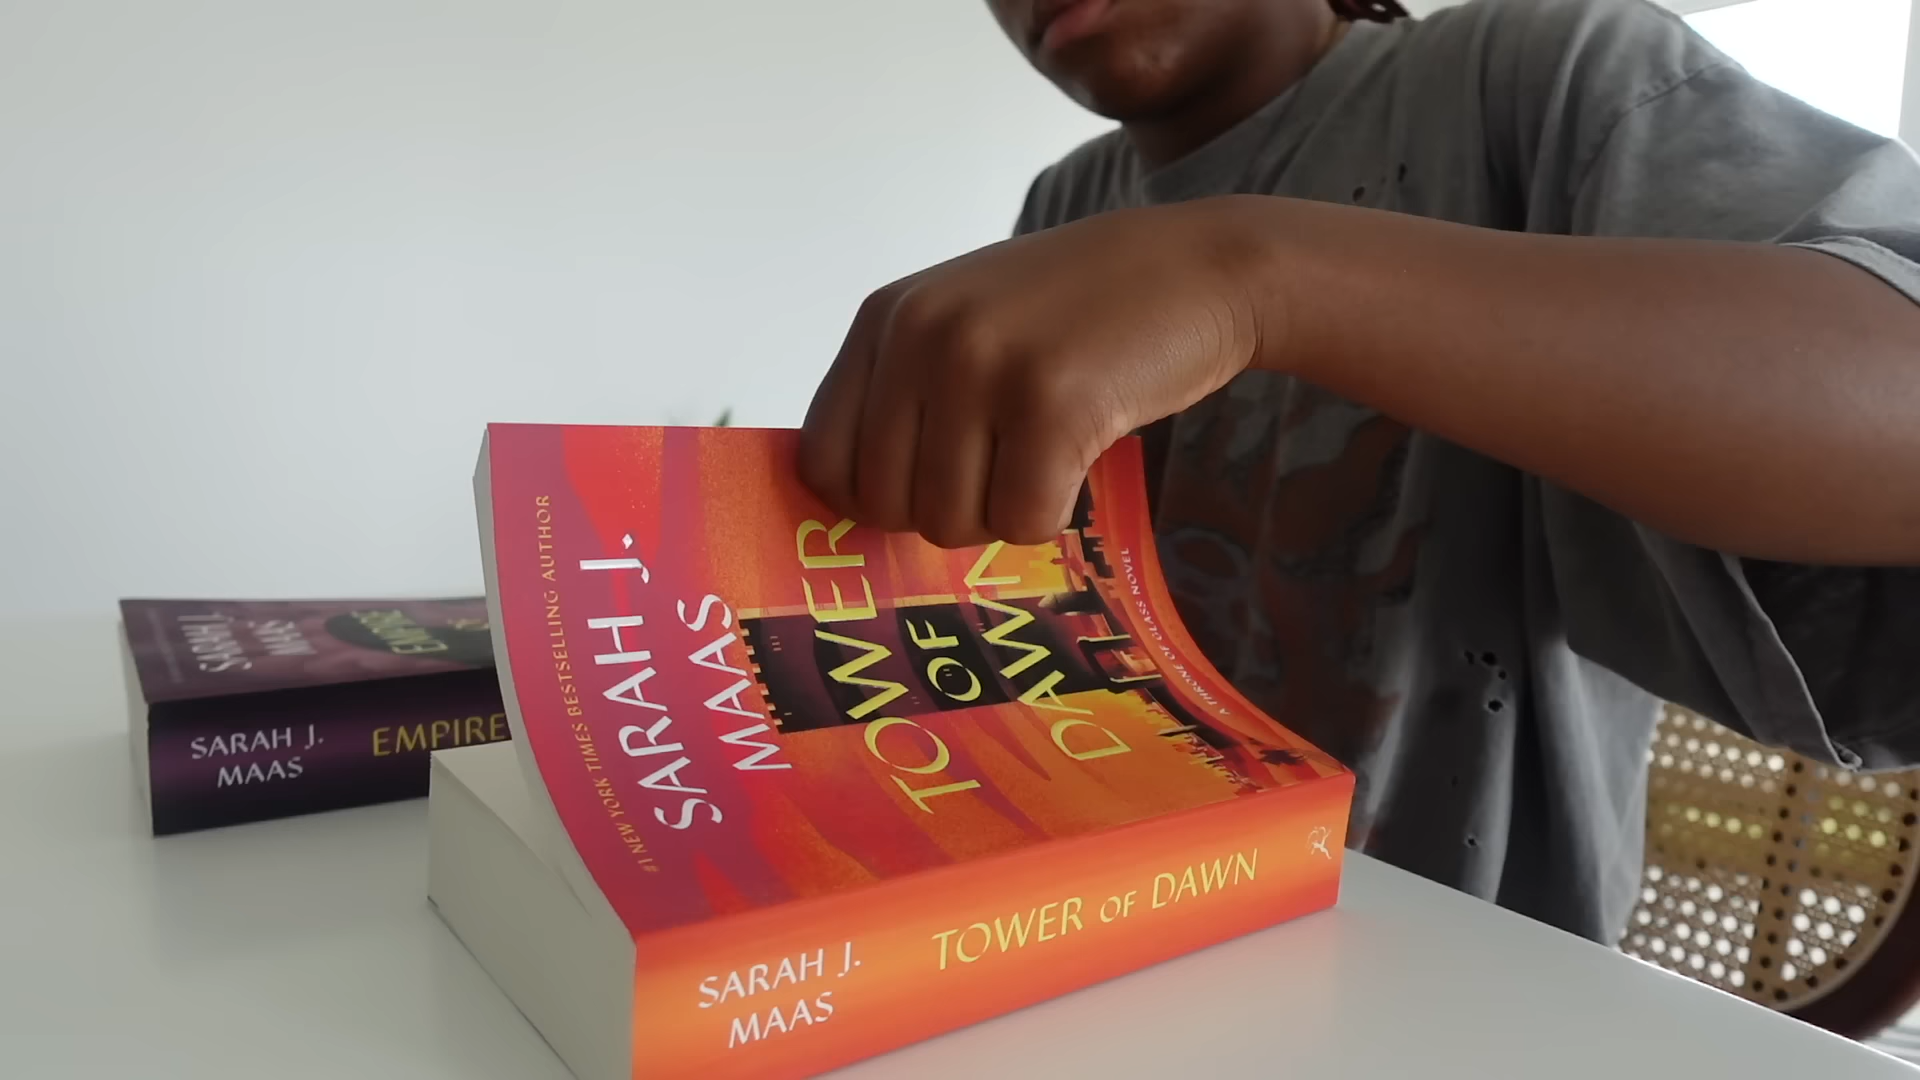 SARAH J.
MAAS
EMPIRE
SARAH J.
MAAS
EMPIRE
#1 NEW YORK TIMES BESTSELLING AUTHOR
SARAH J.
MAAS
TOWER
OF
DAWN
A THRONE OF GLASS NOVEL
SARAH J.
MAAS
TOWER OF DAWN